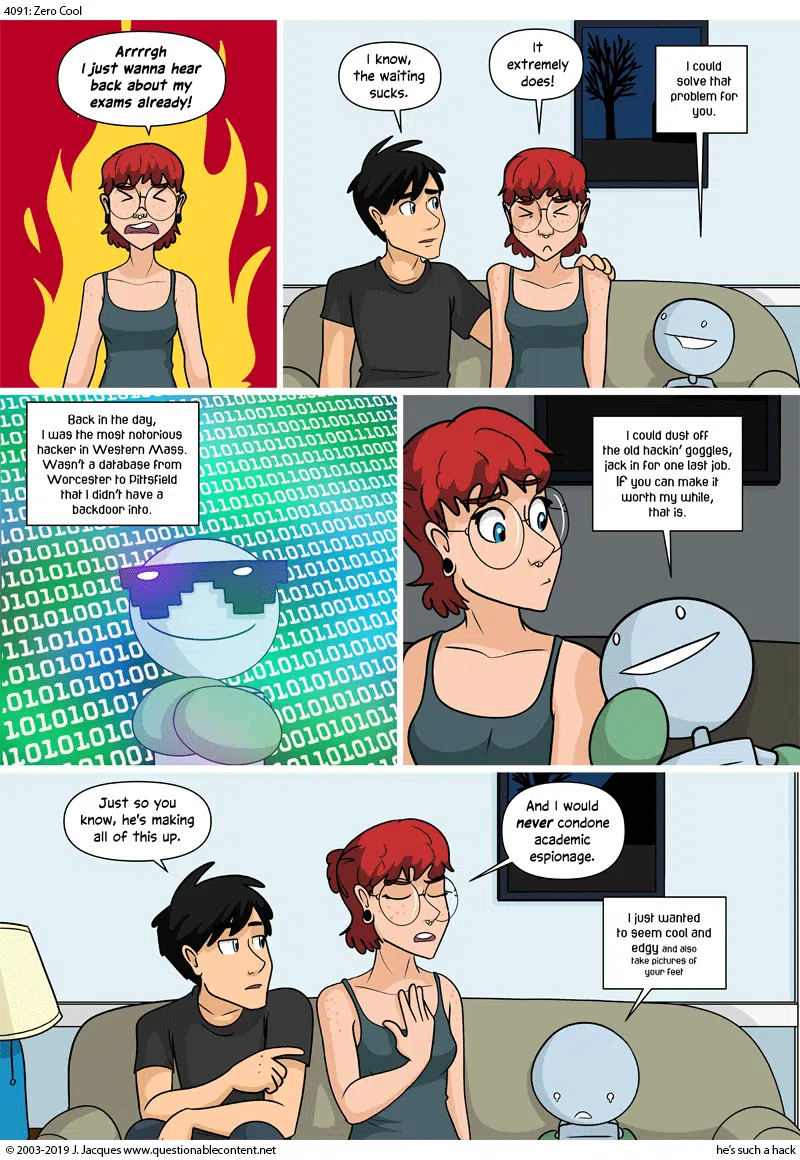 4091: Zero Cool
Arrrrgh
I just wanna hear
back about my
exams already!
I know,
the waiting
sucks.
It
extremely
does!
I could
solve that
problem for
you.
Back in the day,
I was the most notorious
hacker in Western Mass.
Wasn't a database from
Worcester to Pittsfield
that I didn't have a
backdoor into.
I could dust off
the old hackin' goggles,
jack in for one last job.
IF you can make it
worth my while,
that is.
Just so you
know, he's making
all of this up.
And I would
never condone
academic
espionage.
I just wanted
to seem cool and
edgy and also
take pictures of
your feet
© 2003-2019 J. Jacques www.questionablecontent.net
he's such a hack